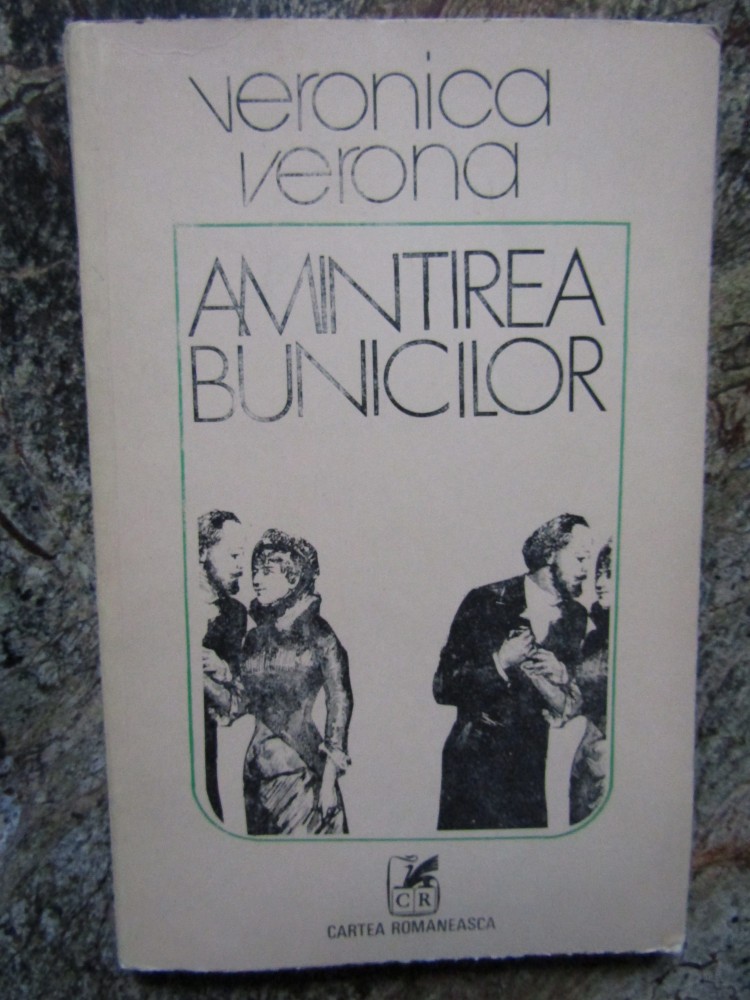 veronica
verona
AMINTIREA
BUNICILOR
CR
CARTEA ROMANEASCA